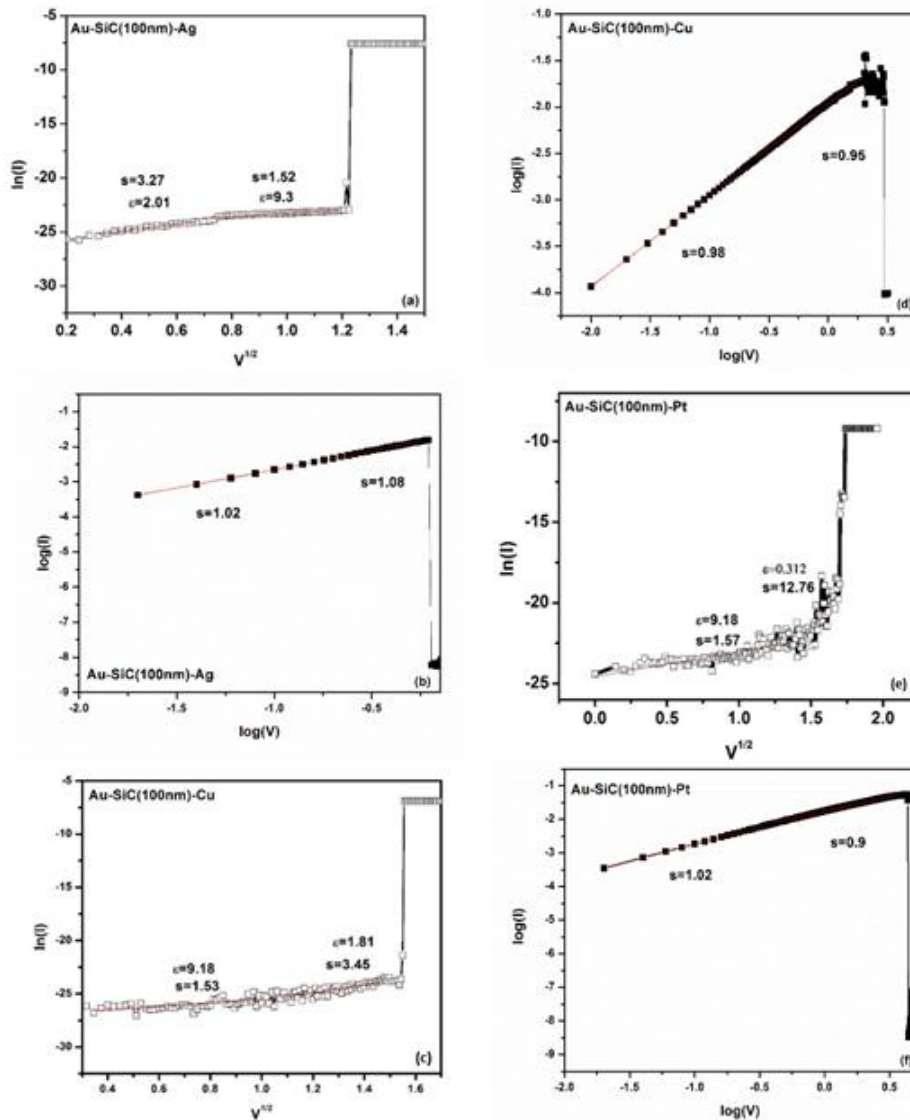 Au-SiC(100nm)-Ag
-5
-10
-15
-20
-25
-30
ln(I)
s=3.27
ε=2.01
s=1.52
ε=9.3
(a)
0.2 0.4 0.6 0.8 1.0 1.2 1.4
V^1/2
Au-SiC(100nm)-Cu
-1.0
-1.5
-2.0
-2.5
-3.0
-3.5
-4.0
log(I)
s=0.95
s=0.98
(d)
-2.0 -1.5 -1.0 -0.5 0.0 0.5
log(V)
-1
-2
-3
-4
-5
-6
-7
-8
-9
log(I)
s=1.02
s=1.08
Au-SiC(100nm)-Ag
(b)
-2.0 -1.5 -1.0 -0.5
log(V)
Au-SiC(100nm)-Pt
-10
-15
-20
-25
ln(I)
ε=0.312
s=12.76
ε=9.18
s=1.57
(e)
0.0 0.5 1.0 1.5 2.0
V^1/2
Au-SiC(100nm)-Cu
-5
-10
-15
-20
-25
-30
ln(I)
ε=9.18
s=1.53
ε=1.81
s=3.45
(c)
0.4 0.6 0.8 1.0 1.2 1.4 1.6
V^1/2
Au-SiC(100nm)-Pt
-1
-2
-3
-4
-5
-6
-7
-8
-9
log(I)
s=1.02
s=0.9
(f)
-2.0 -1.5 -1.0 -0.5 0.0 0.5
log(V)